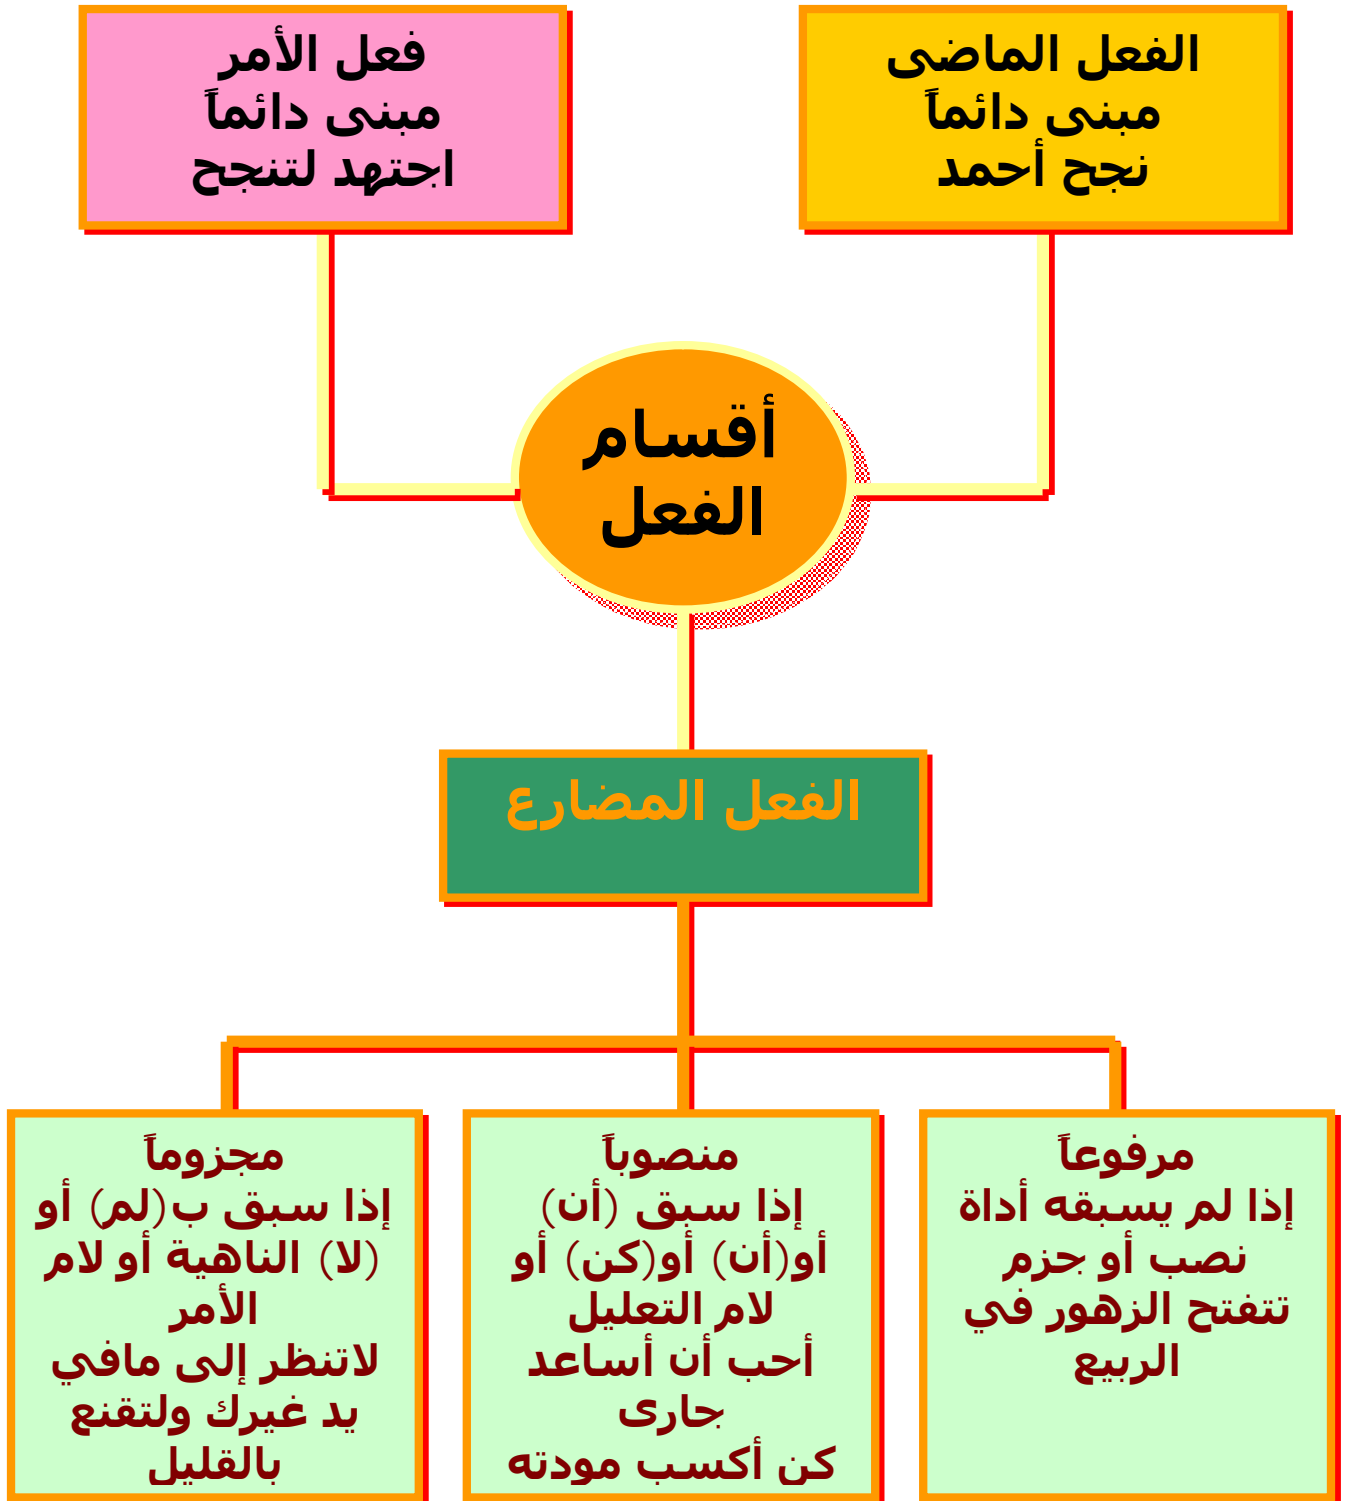 الفعل الماضى
مبنى دائماً
نجح أحمد
فعل الأمر
مبنى دائماً
اجتهد لتنجح
أقسام
الفعل
الفعل المضارع
مرفوعاً
إذا لم يسبقه أداة
نصب أو جزم
تتفتح الزهور في
الربيع
منصوباً
إذا سبق (أن)
أو(أن) أو(كن) أو
لام التعليل
أحب أن أساعد
جارى
كن أكسب مودته
مجزوماً
إذا سبق ب(لم) أو
(لا) الناهية أو لام
الأمر
لاتنظر إلى مافي
يد غيرك ولتقنع
بالقليل